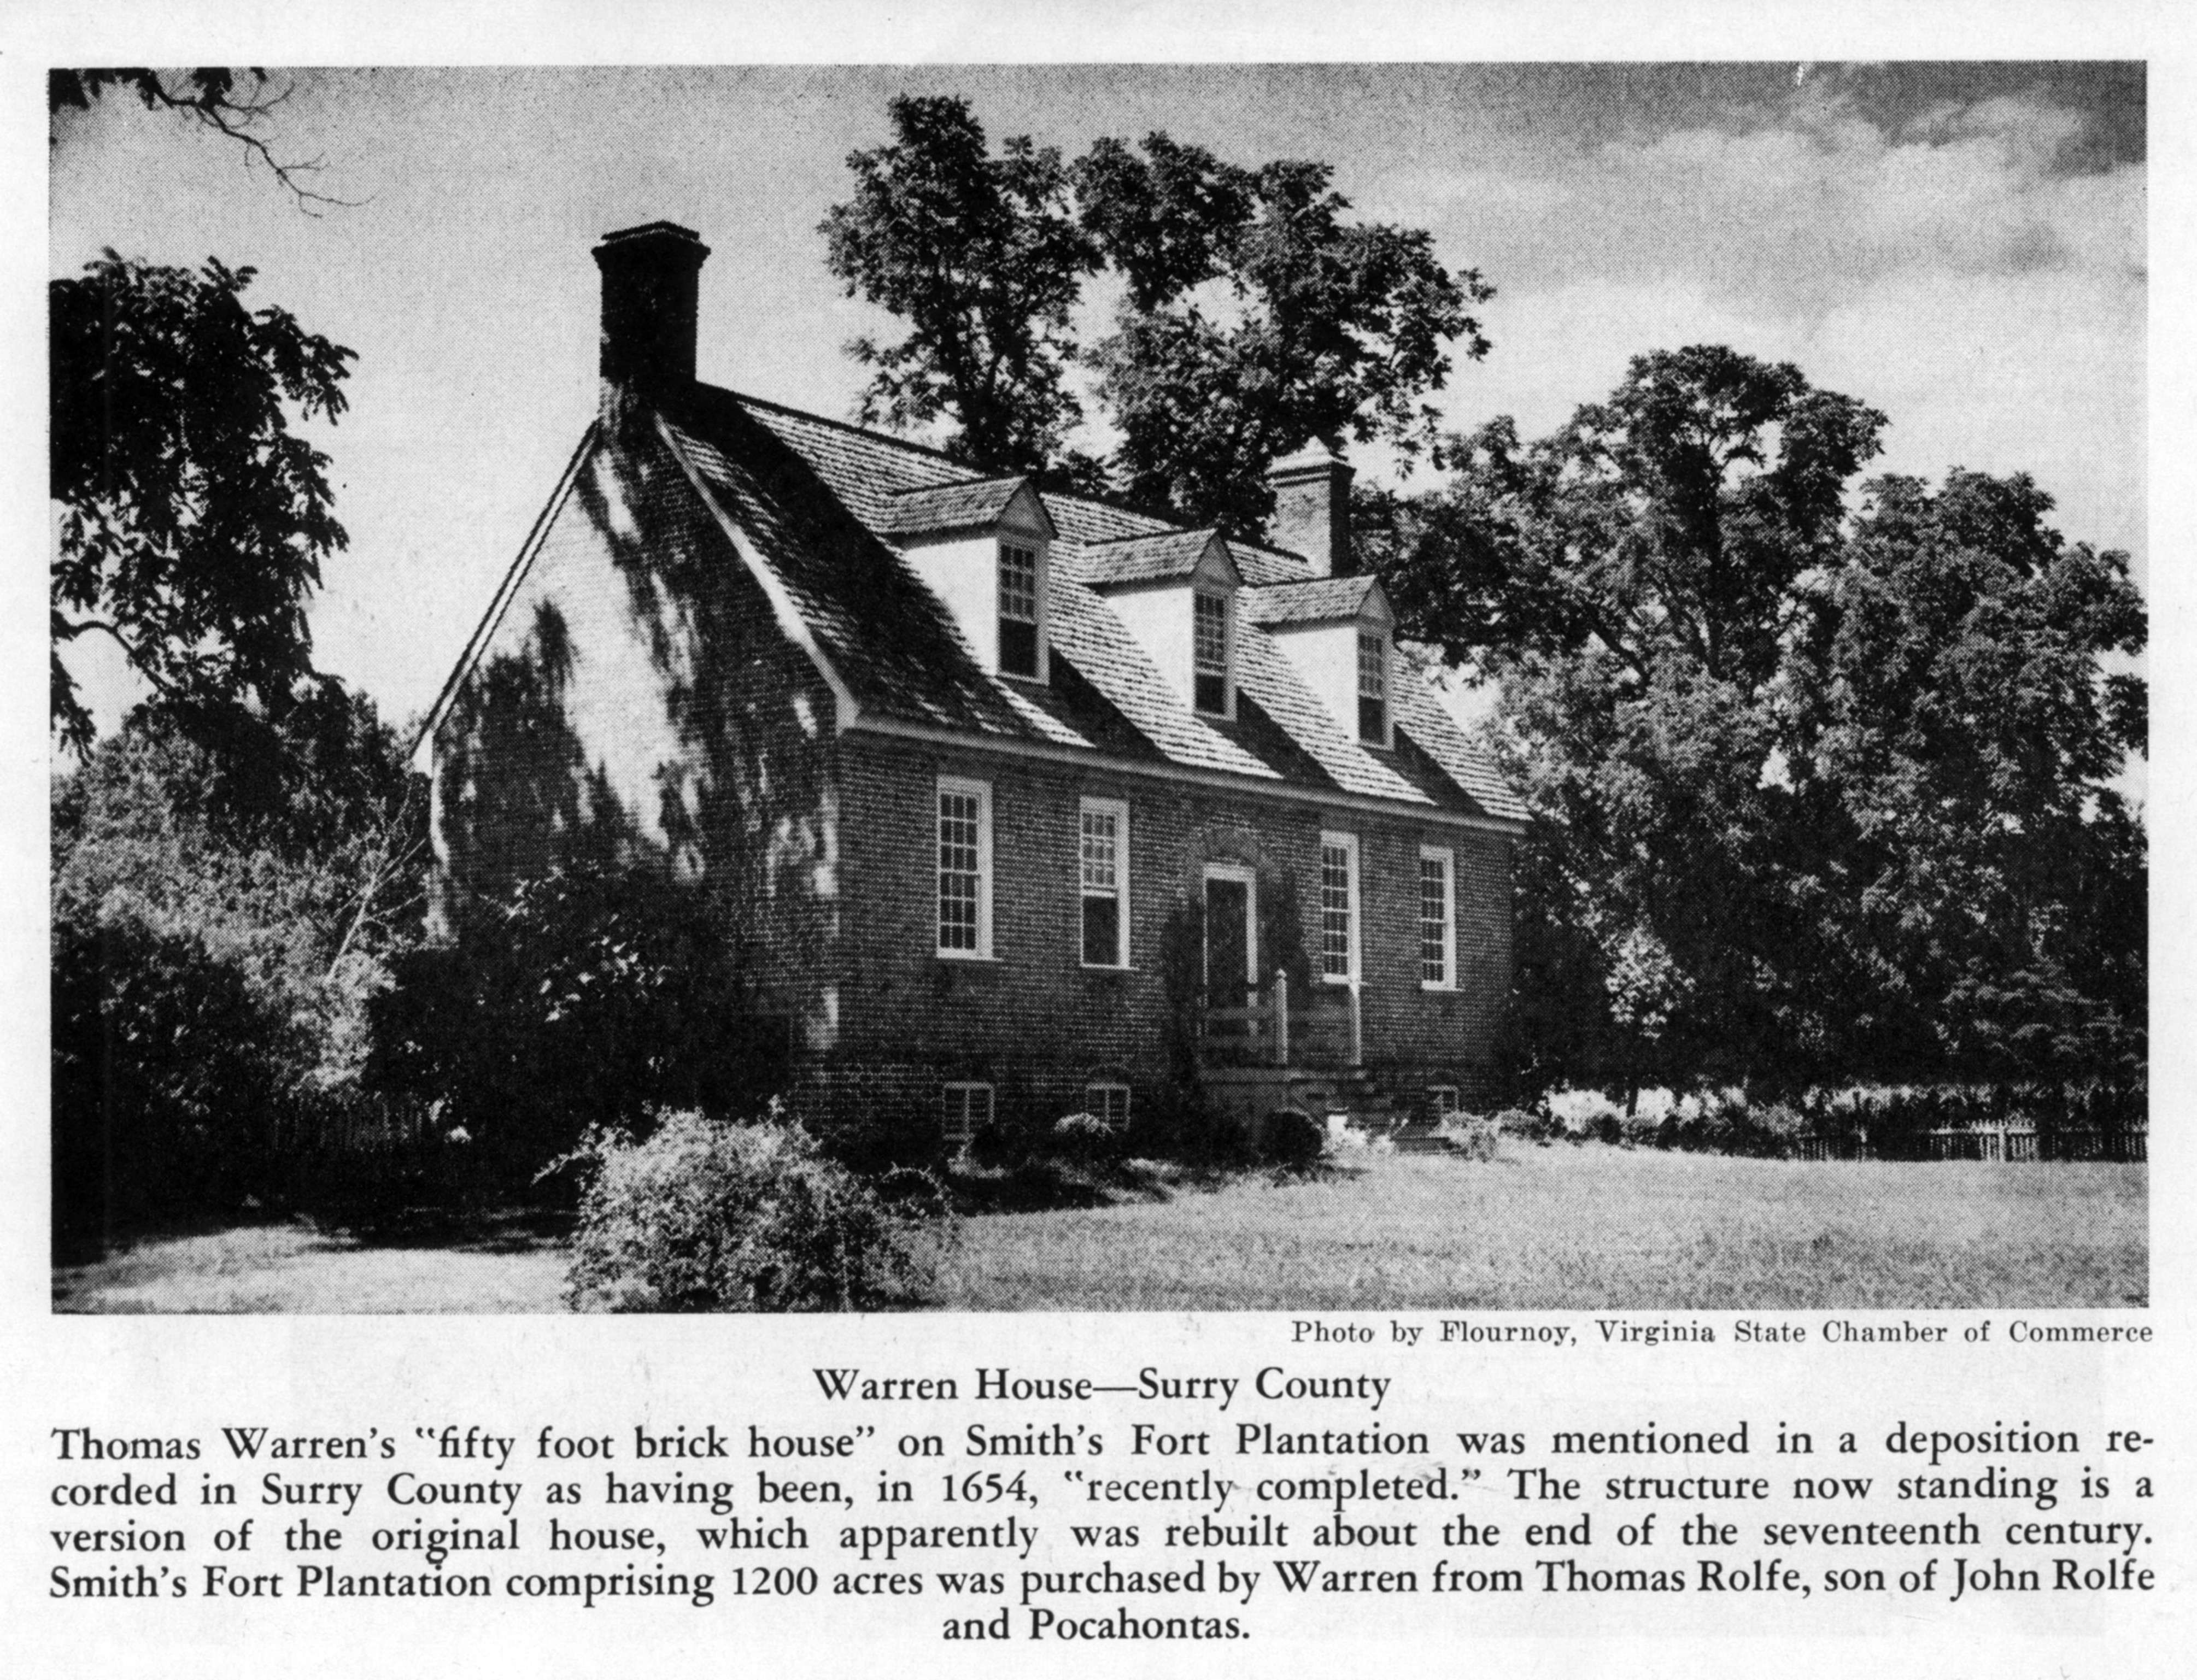 Photo by Flournoy, Virginia State Chamber of Commerce
Warren House—Surry County
Thomas Warren's "fifty foot brick house" on Smith's Fort Plantation was mentioned in a deposition re-
corded in Surry County as having been, in 1654, "recently completed." The structure now standing is a
version of the original house, which apparently was rebuilt about the end of the seventeenth century.
Smith's Fort Plantation comprising 1200 acres was purchased by Warren from Thomas Rolfe, son of John Rolfe
and Pocahontas.